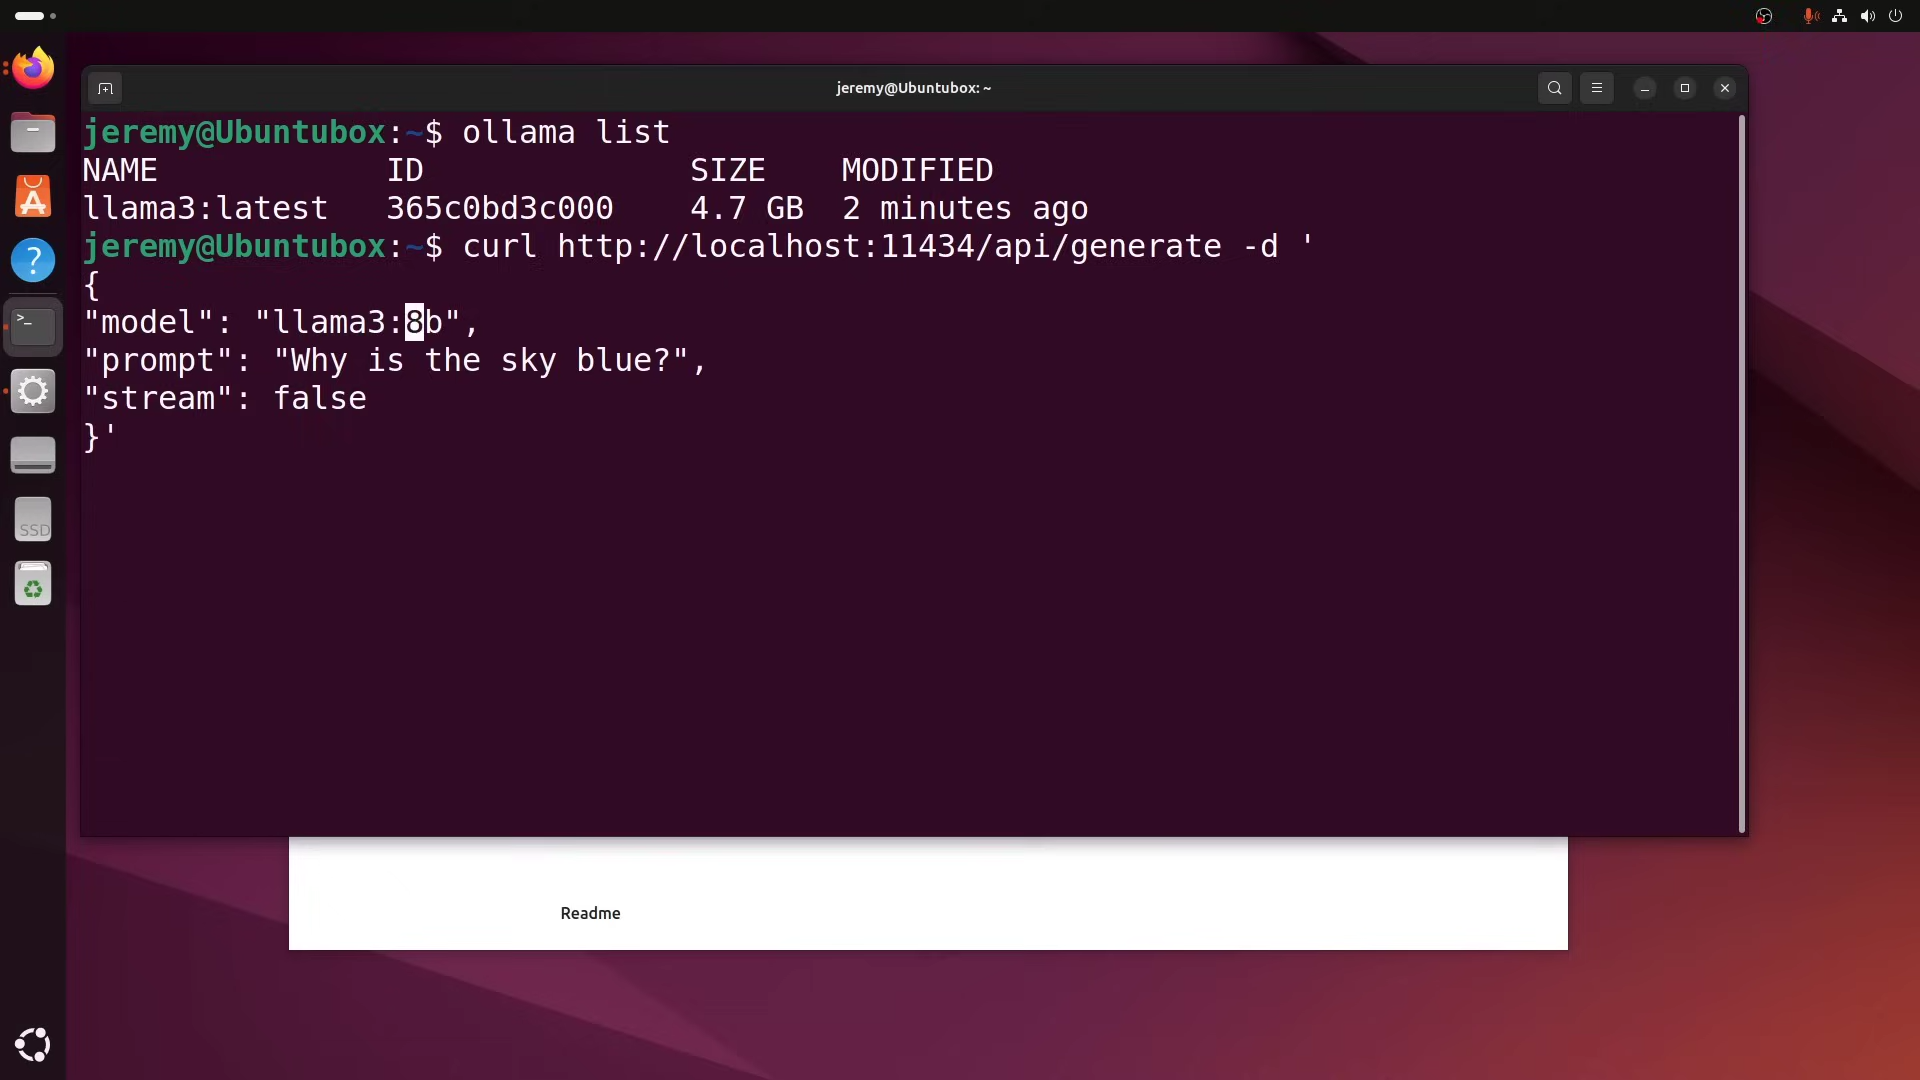 jeremy@Ubuntubox: ~
jeremy@Ubuntubox:~$ ollama list
NAME ID SIZE MODIFIED
llama3:latest 365c0bd3c000 4.7 GB 2 minutes ago
jeremy@Ubuntubox:~$ curl http://localhost:11434/api/generate -d '
{
"model": "llama3:8b",
"prompt": "Why is the sky blue?",
"stream": false
}'
SSD
Readme